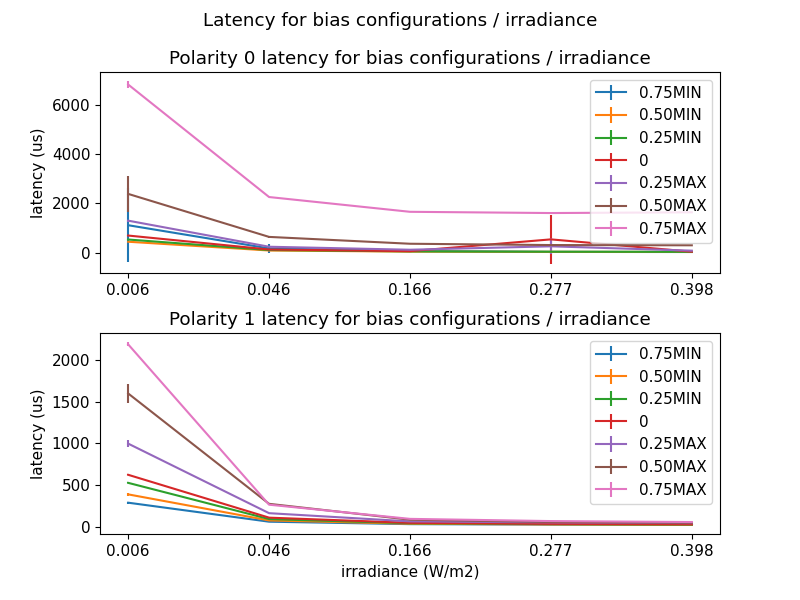 Latency for bias configurations / irradiance
Polarity 0 latency for bias configurations / irradiance
latency (us)
6000
4000
2000
0
0.006 0.046 0.166 0.277 0.398
0.75MIN
0.50MIN
0.25MIN
0
0.25MAX
0.50MAX
0.75MAX
Polarity 1 latency for bias configurations / irradiance
latency (us)
2000
1500
1000
500
0
0.006 0.046 0.166 0.277 0.398
0.75MIN
0.50MIN
0.25MIN
0
0.25MAX
0.50MAX
0.75MAX
irradiance (W/m2)